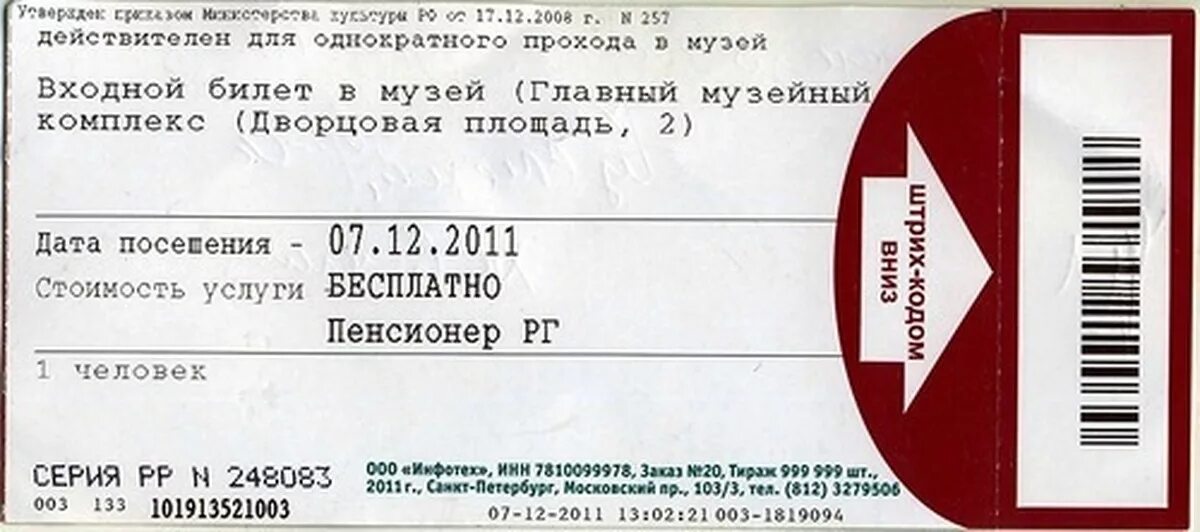 Утвержден приказом Министерства культуры РФ от 17.12.2008 г. N 257
действителен для однократного прохода в музей
Входной билет в музей (Главный музейный
комплекс (Дворцовая площадь, 2)
Дата посещения - 07.12.2011
Стоимость услуги - БЕСПЛАТНО
Пенсионер РГ
1 человек
СЕРИЯ РР N 248083
003 133 101913521003
ООО «Инфотех», ИНН 7810099978, Заказ №20, Тираж 999 999 шт.,
2011 г., Санкт-Петербург, Московский пр., 103/3, тел. (812) 3279506
07-12-2011 13:02:21 003-1819094
ШТРИХ-КОДОМ
ВНИЗ